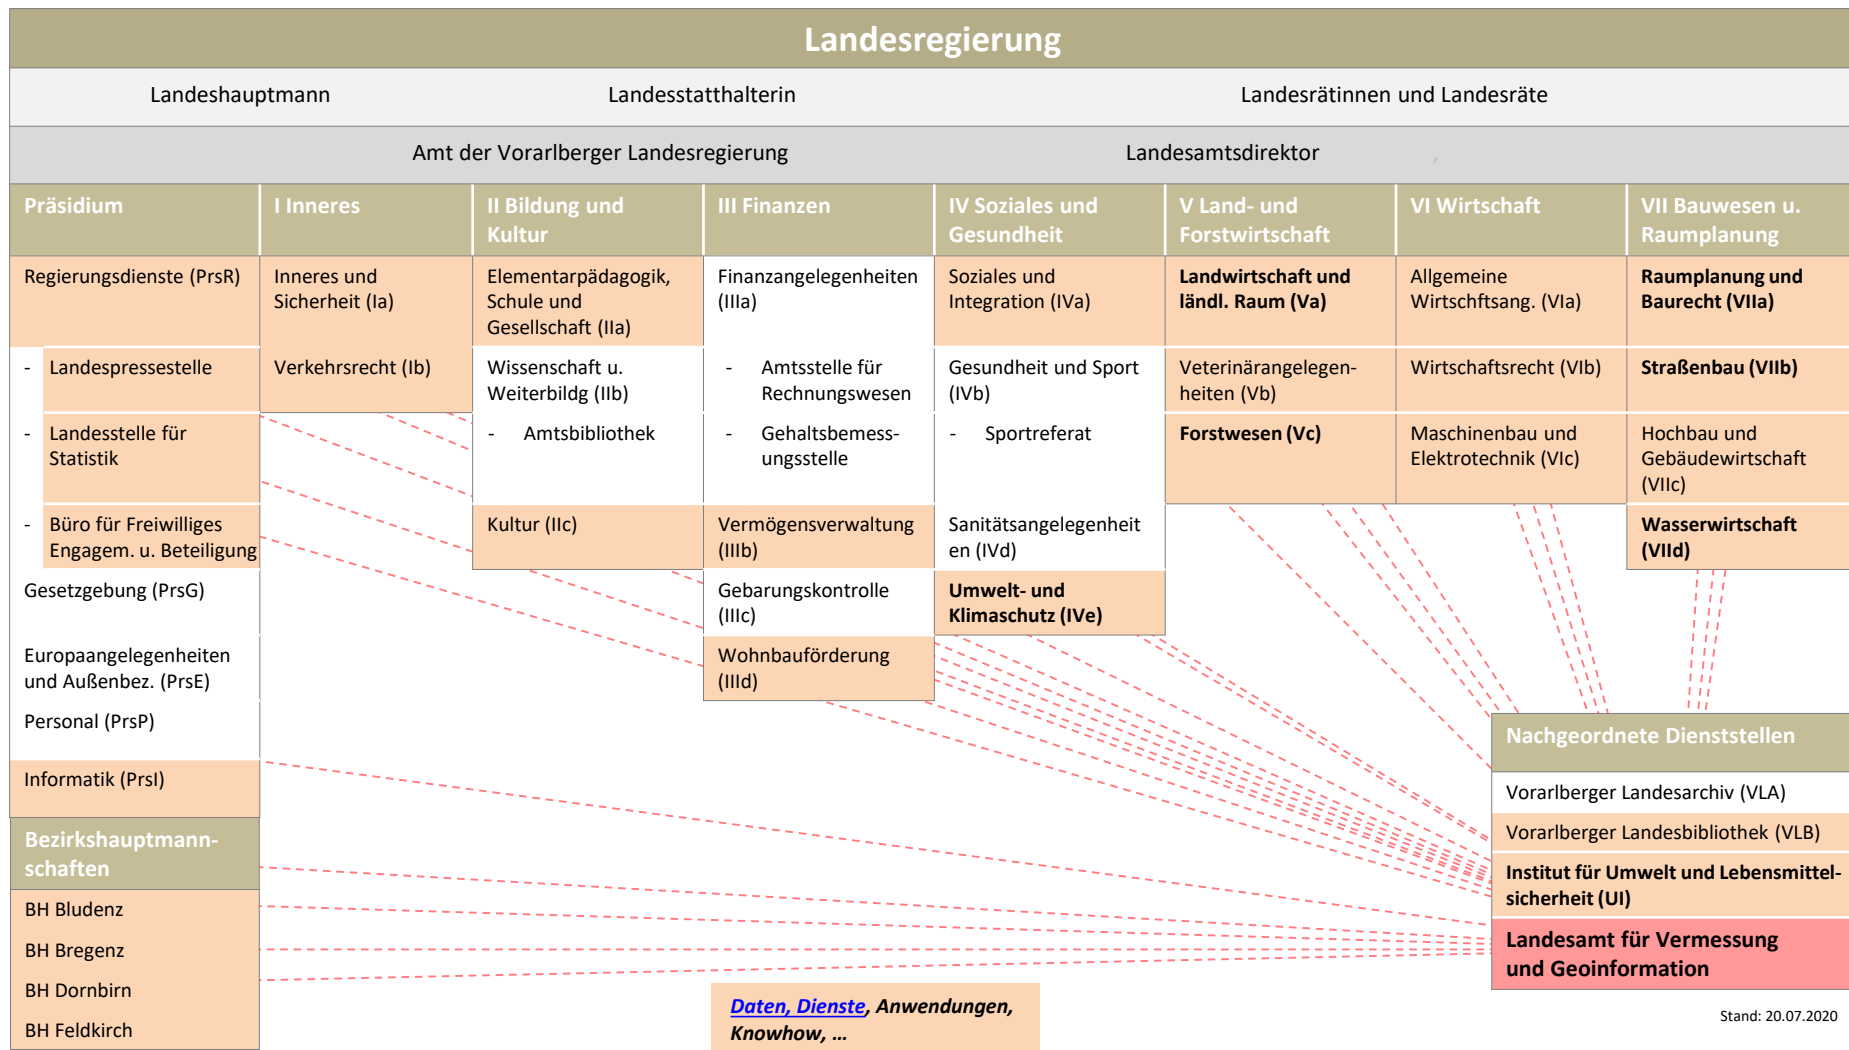 Landesregierung
Landeshauptmann
Landesstatthalterin
Landesrätinnen und Landesräte
Amt der Vorarlberger Landesregierung
Landesamtsdirektor
,
Präsidium
Regierungsdienste (PrsR)
- Landespressestelle
- Landesstelle für
Statistik
- Büro für Freiwilliges
Engagem. u. Beteiligung
Gesetzgebung (PrsG)
Europaangelegenheiten
und Außenbez. (PrsE)
Personal (PrsP)
Informatik (PrsI)
Bezirkshauptmann-
schaften
BH Bludenz
BH Bregenz
BH Dornbirn
BH Feldkirch
I Inneres
Inneres und
Sicherheit (Ia)
Verkehrsrecht (Ib)
II Bildung und
Kultur
Elementarpädagogik,
Schule und
Gesellschaft (IIa)
Wissenschaft u.
Weiterbildg (IIb)
- Amtsbibliothek
Kultur (IIc)
III Finanzen
Finanzangelegenheiten
(IIIa)
- Amtsstelle für
Rechnungswesen
- Gehaltsbemess-
ungsstelle
Vermögensverwaltung
(IIIb)
Gebarungskontrolle
(IIIc)
Wohnbauförderung
(IIId)
IV Soziales und
Gesundheit
Soziales und
Integration (IVa)
Gesundheit und Sport
(IVb)
- Sportreferat
Sanitätsangelegenheit
en (IVd)
Umwelt- und
Klimaschutz (IVe)
V Land- und
Forstwirtschaft
Landwirtschaft und
ländl. Raum (Va)
Veterinärangelegen-
heiten (Vb)
Forstwesen (Vc)
VI Wirtschaft
Allgemeine
Wirtschftsang. (VIa)
Wirtschaftsrecht (VIb)
Maschinenbau und
Elektrotechnik (VIc)
VII Bauwesen u.
Raumplanung
Raumplanung und
Baurecht (VIIa)
Straßenbau (VIIb)
Hochbau und
Gebäudewirtschaft
(VIIc)
Wasserwirtschaft
(VIId)
Nachgeordnete Dienststellen
Vorarlberger Landesarchiv (VLA)
Vorarlberger Landesbibliothek (VLB)
Institut für Umwelt und Lebensmittel-
sicherheit (UI)
Landesamt für Vermessung
und Geoinformation
Daten, Dienste, Anwendungen,
Knowhow, …
Stand: 20.07.2020